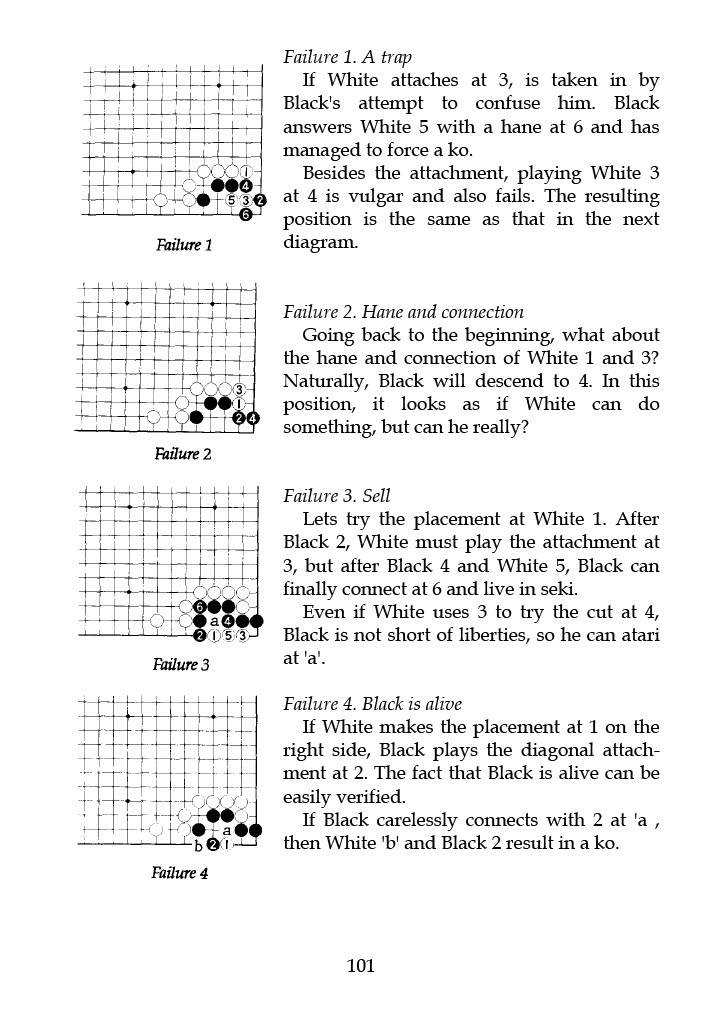 Failure 1. A trap
If White attaches at 3, is taken in by
Black's attempt to confuse him. Black
answers White 5 with a hane at 6 and has
managed to force a ko.
Besides the attachment, playing White 3
at 4 is vulgar and also fails. The resulting
position is the same as that in the next
diagram.
1
4
5 3 2
6
Failure 1
Failure 2. Hane and connection
Going back to the beginning, what about
the hane and connection of White 1 and 3?
Naturally, Black will descend to 4. In this
position, it looks as if White can do
something, but can he really?
3
1
2 4
Failure 2
Failure 3. Sell
Lets try the placement at White 1. After
Black 2, White must play the attachment at
3, but after Black 4 and White 5, Black can
finally connect at 6 and live in seki.
Even if White uses 3 to try the cut at 4,
Black is not short of liberties, so he can atari
at 'a'.
6
a 4
2 1 5 3
Failure 3
Failure 4. Black is alive
If White makes the placement at 1 on the
right side, Black plays the diagonal attach-
ment at 2. The fact that Black is alive can be
easily verified.
If Black carelessly connects with 2 at 'a ,
then White 'b' and Black 2 result in a ko.
a
b 2 1
Failure 4
101